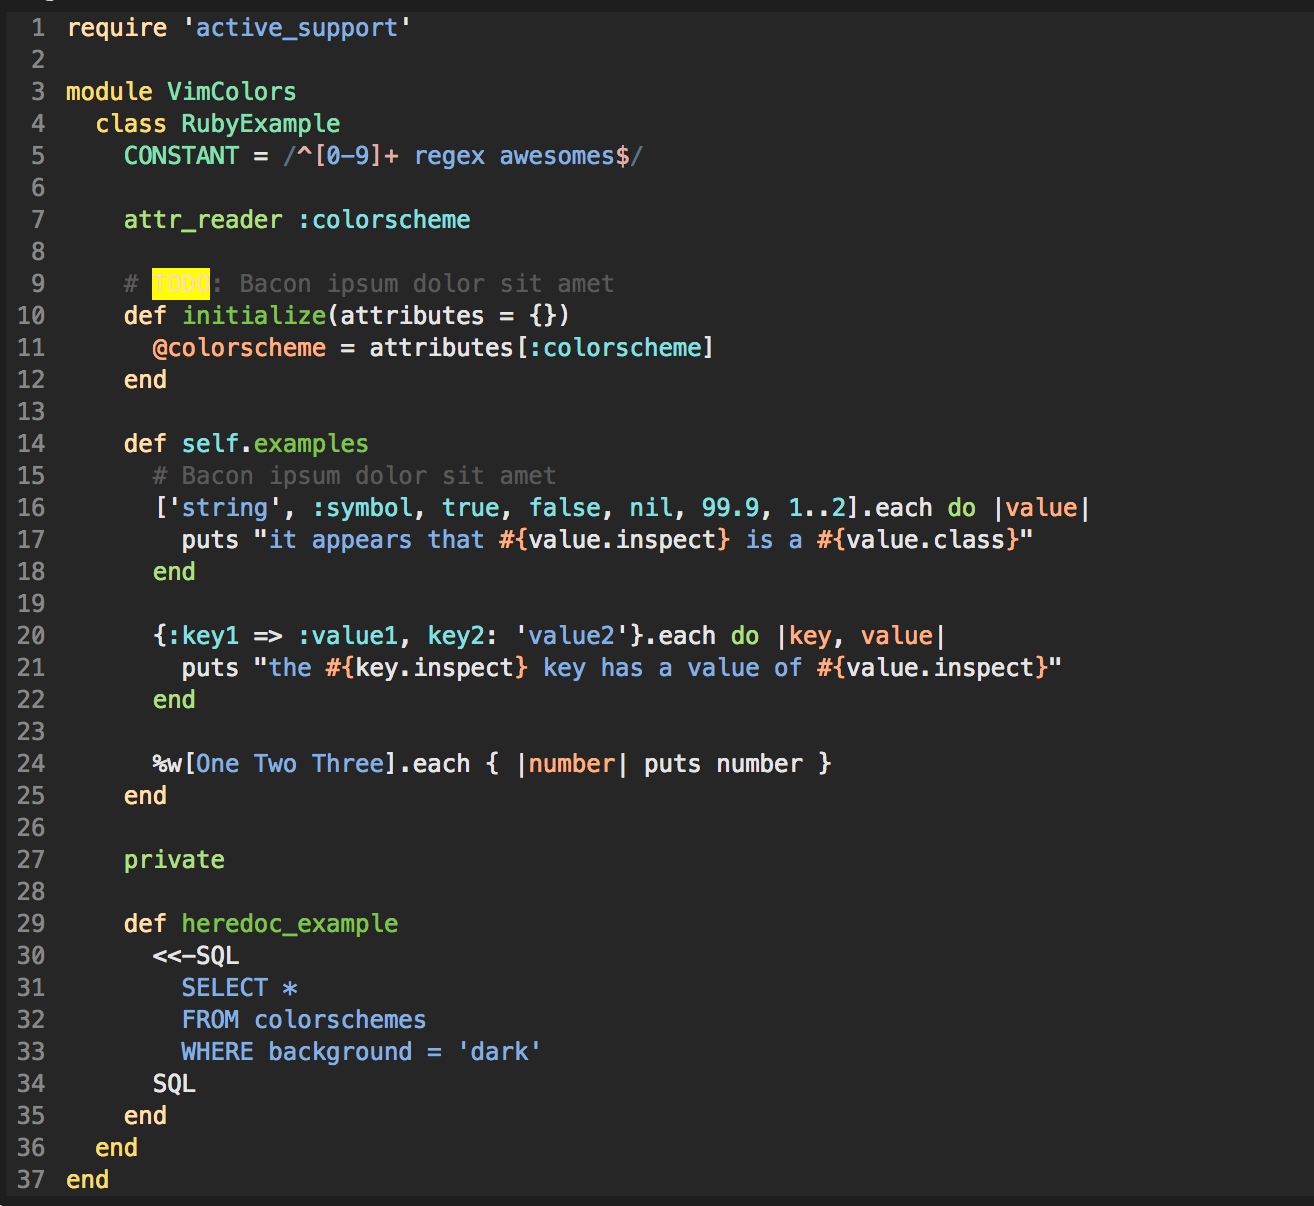 1 require 'active_support'
2
3 module VimColors
4   class RubyExample
5     CONSTANT = /^[0-9]+ regex awesomes$/
6
7     attr_reader :colorscheme
8
9     # TODO: Bacon ipsum dolor sit amet
10     def initialize(attributes = {})
11       @colorscheme = attributes[:colorscheme]
12     end
13
14     def self.examples
15       # Bacon ipsum dolor sit amet
16       ['string', :symbol, true, false, nil, 99.9, 1..2].each do |value|
17         puts "it appears that #{value.inspect} is a #{value.class}"
18       end
19
20       {:key1 => :value1, key2: 'value2'}.each do |key, value|
21         puts "the #{key.inspect} key has a value of #{value.inspect}"
22       end
23
24       %w[One Two Three].each { |number| puts number }
25     end
26
27     private
28
29     def heredoc_example
30       <<-SQL
31         SELECT *
32         FROM colorschemes
33         WHERE background = 'dark'
34       SQL
35     end
36   end
37 end